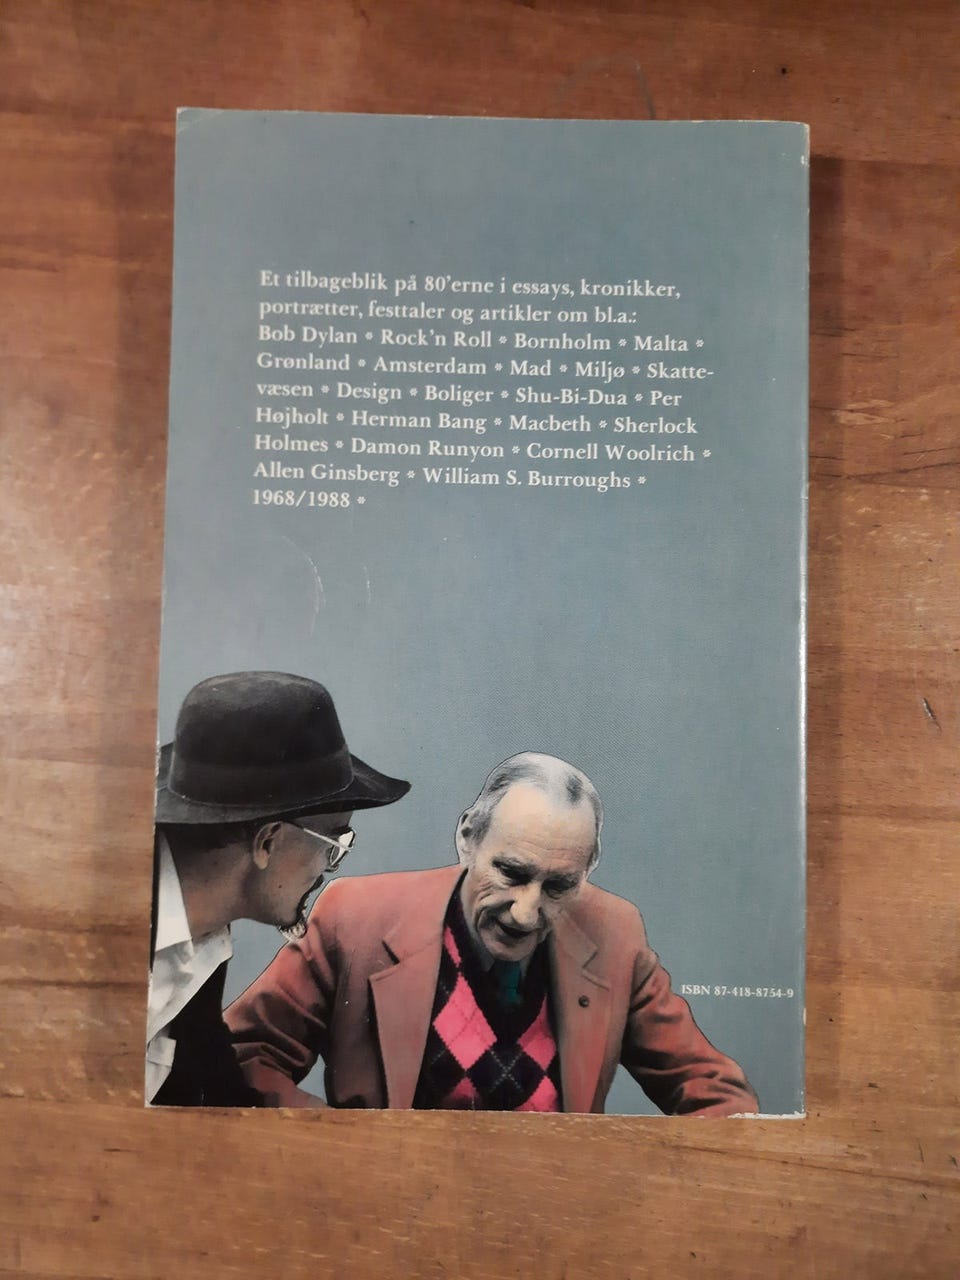 Et tilbageblik på 80'erne i essays, kronikker,
portrætter, festtaler og artikler om bl.a.:
Bob Dylan * Rock'n Roll * Bornholm * Malta *
Grønland * Amsterdam * Mad * Miljø * Skatte-
væsen * Design * Boliger * Shu-Bi-Dua * Per
Højholt * Herman Bang * Macbeth * Sherlock
Holmes * Damon Runyon * Cornell Woolrich *
Allen Ginsberg * William S. Burroughs *
1968/1988 *
ISBN 87-418-8754-9